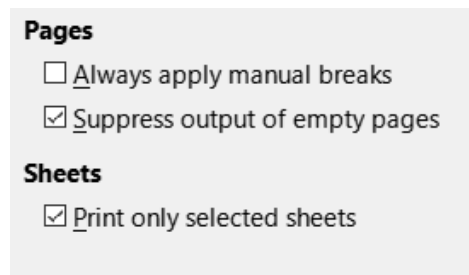 Pages
Always apply manual breaks
Suppress output of empty pages
Sheets
Print only selected sheets